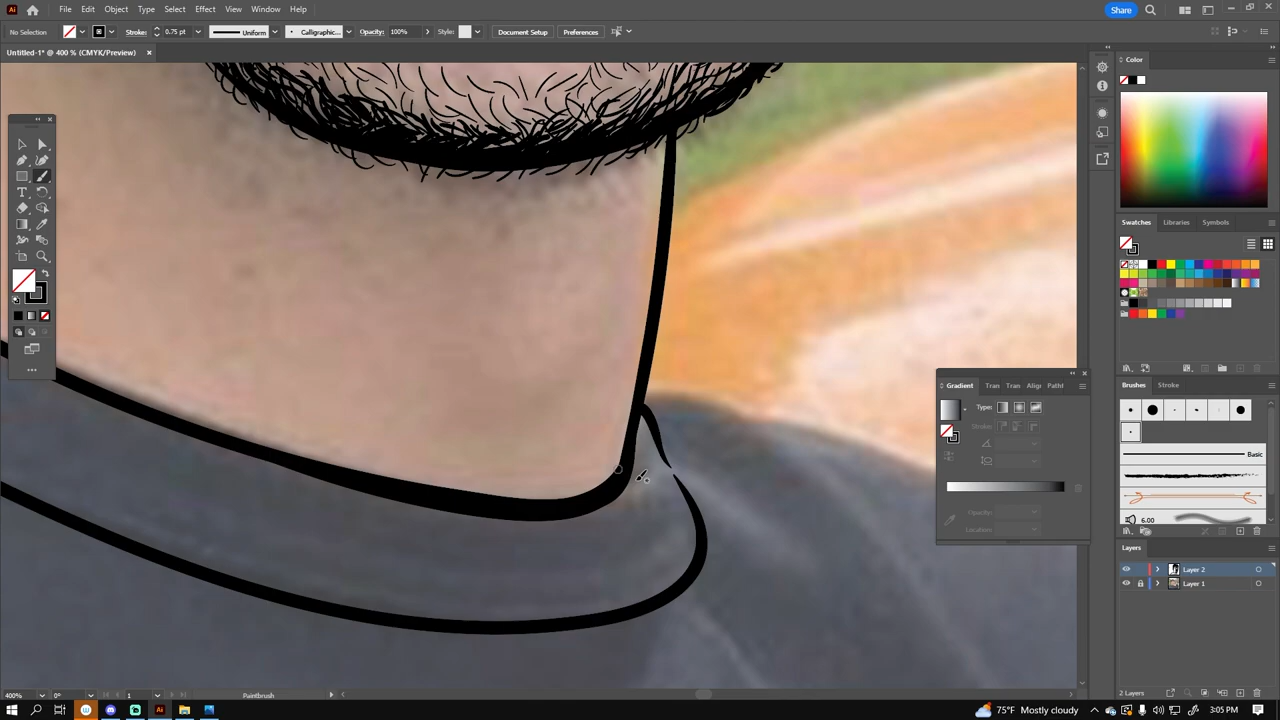 Ai File Edit Object Type Select Effect View Window Help Share
No Selection Stroke: 0.75 pt Uniform Calligraphic... Opacity: 100% Style: Document Setup Preferences
Untitled-1* @ 400 % (CMYK/Preview) ×
Color
Swatches Libraries Symbols
Gradient Tran Tran Align Pathf
Type:
Stroke:
Opacity:
Location:
Brushes Stroke
Basic
6.00
Layers
Layer 2
Layer 1
2 Layers
400% 0° 1 Paintbrush
75°F Mostly cloudy 3:05 PM